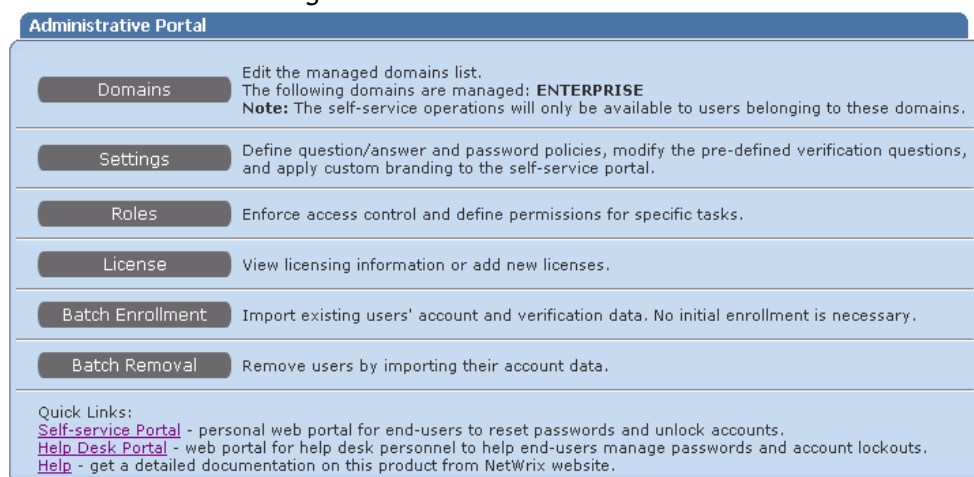 Administrative Portal
Domains
Edit the managed domains list.
The following domains are managed: ENTERPRISE
Note: The self-service operations will only be available to users belonging to these domains.
Settings
Define question/answer and password policies, modify the pre-defined verification questions,
and apply custom branding to the self-service portal.
Roles
Enforce access control and define permissions for specific tasks.
License
View licensing information or add new licenses.
Batch Enrollment
Import existing users' account and verification data. No initial enrollment is necessary.
Batch Removal
Remove users by importing their account data.
Quick Links:
Self-service Portal - personal web portal for end-users to reset passwords and unlock accounts.
Help Desk Portal - web portal for help desk personnel to help end-users manage passwords and account lockouts.
Help - get a detailed documentation on this product from NetWrix website.